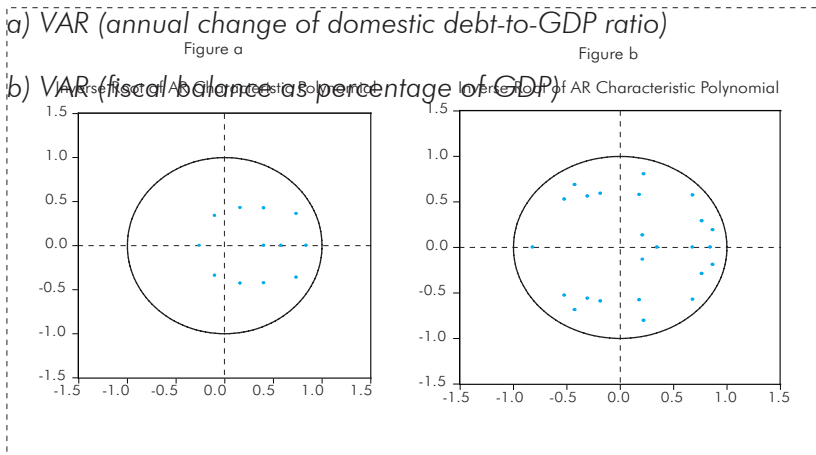 a) VAR (annual change of domestic debt-to-GDP ratio)
Figure a
Figure b
b) VAR (fiscal balance as percentage of GDP)
Inverse Root of AR Characteristic Polynomial
Inverse Root of AR Characteristic Polynomial
1.5
1.0
0.5
0.0
-0.5
-1.0
-1.5
-1.5 -1.0 -0.5 0.0 0.5 1.0 1.5
1.5
1.0
0.5
0.0
-0.5
-1.0
-1.5
-1.5 -1.0 -0.5 0.0 0.5 1.0 1.5